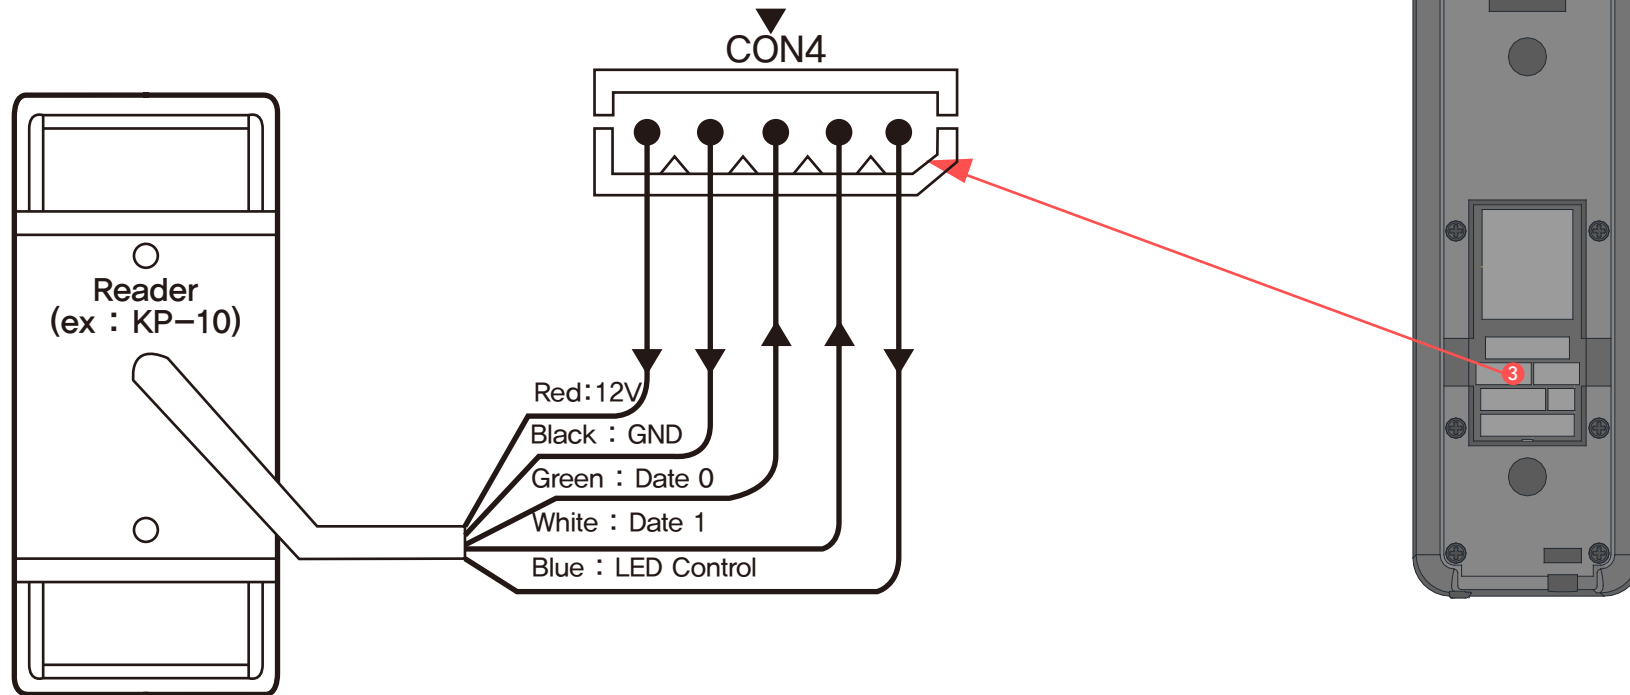 CON4
Reader
(ex : KP-10)
Red:12V
Black : GND
Green : Date 0
White : Date 1
Blue : LED Control
3